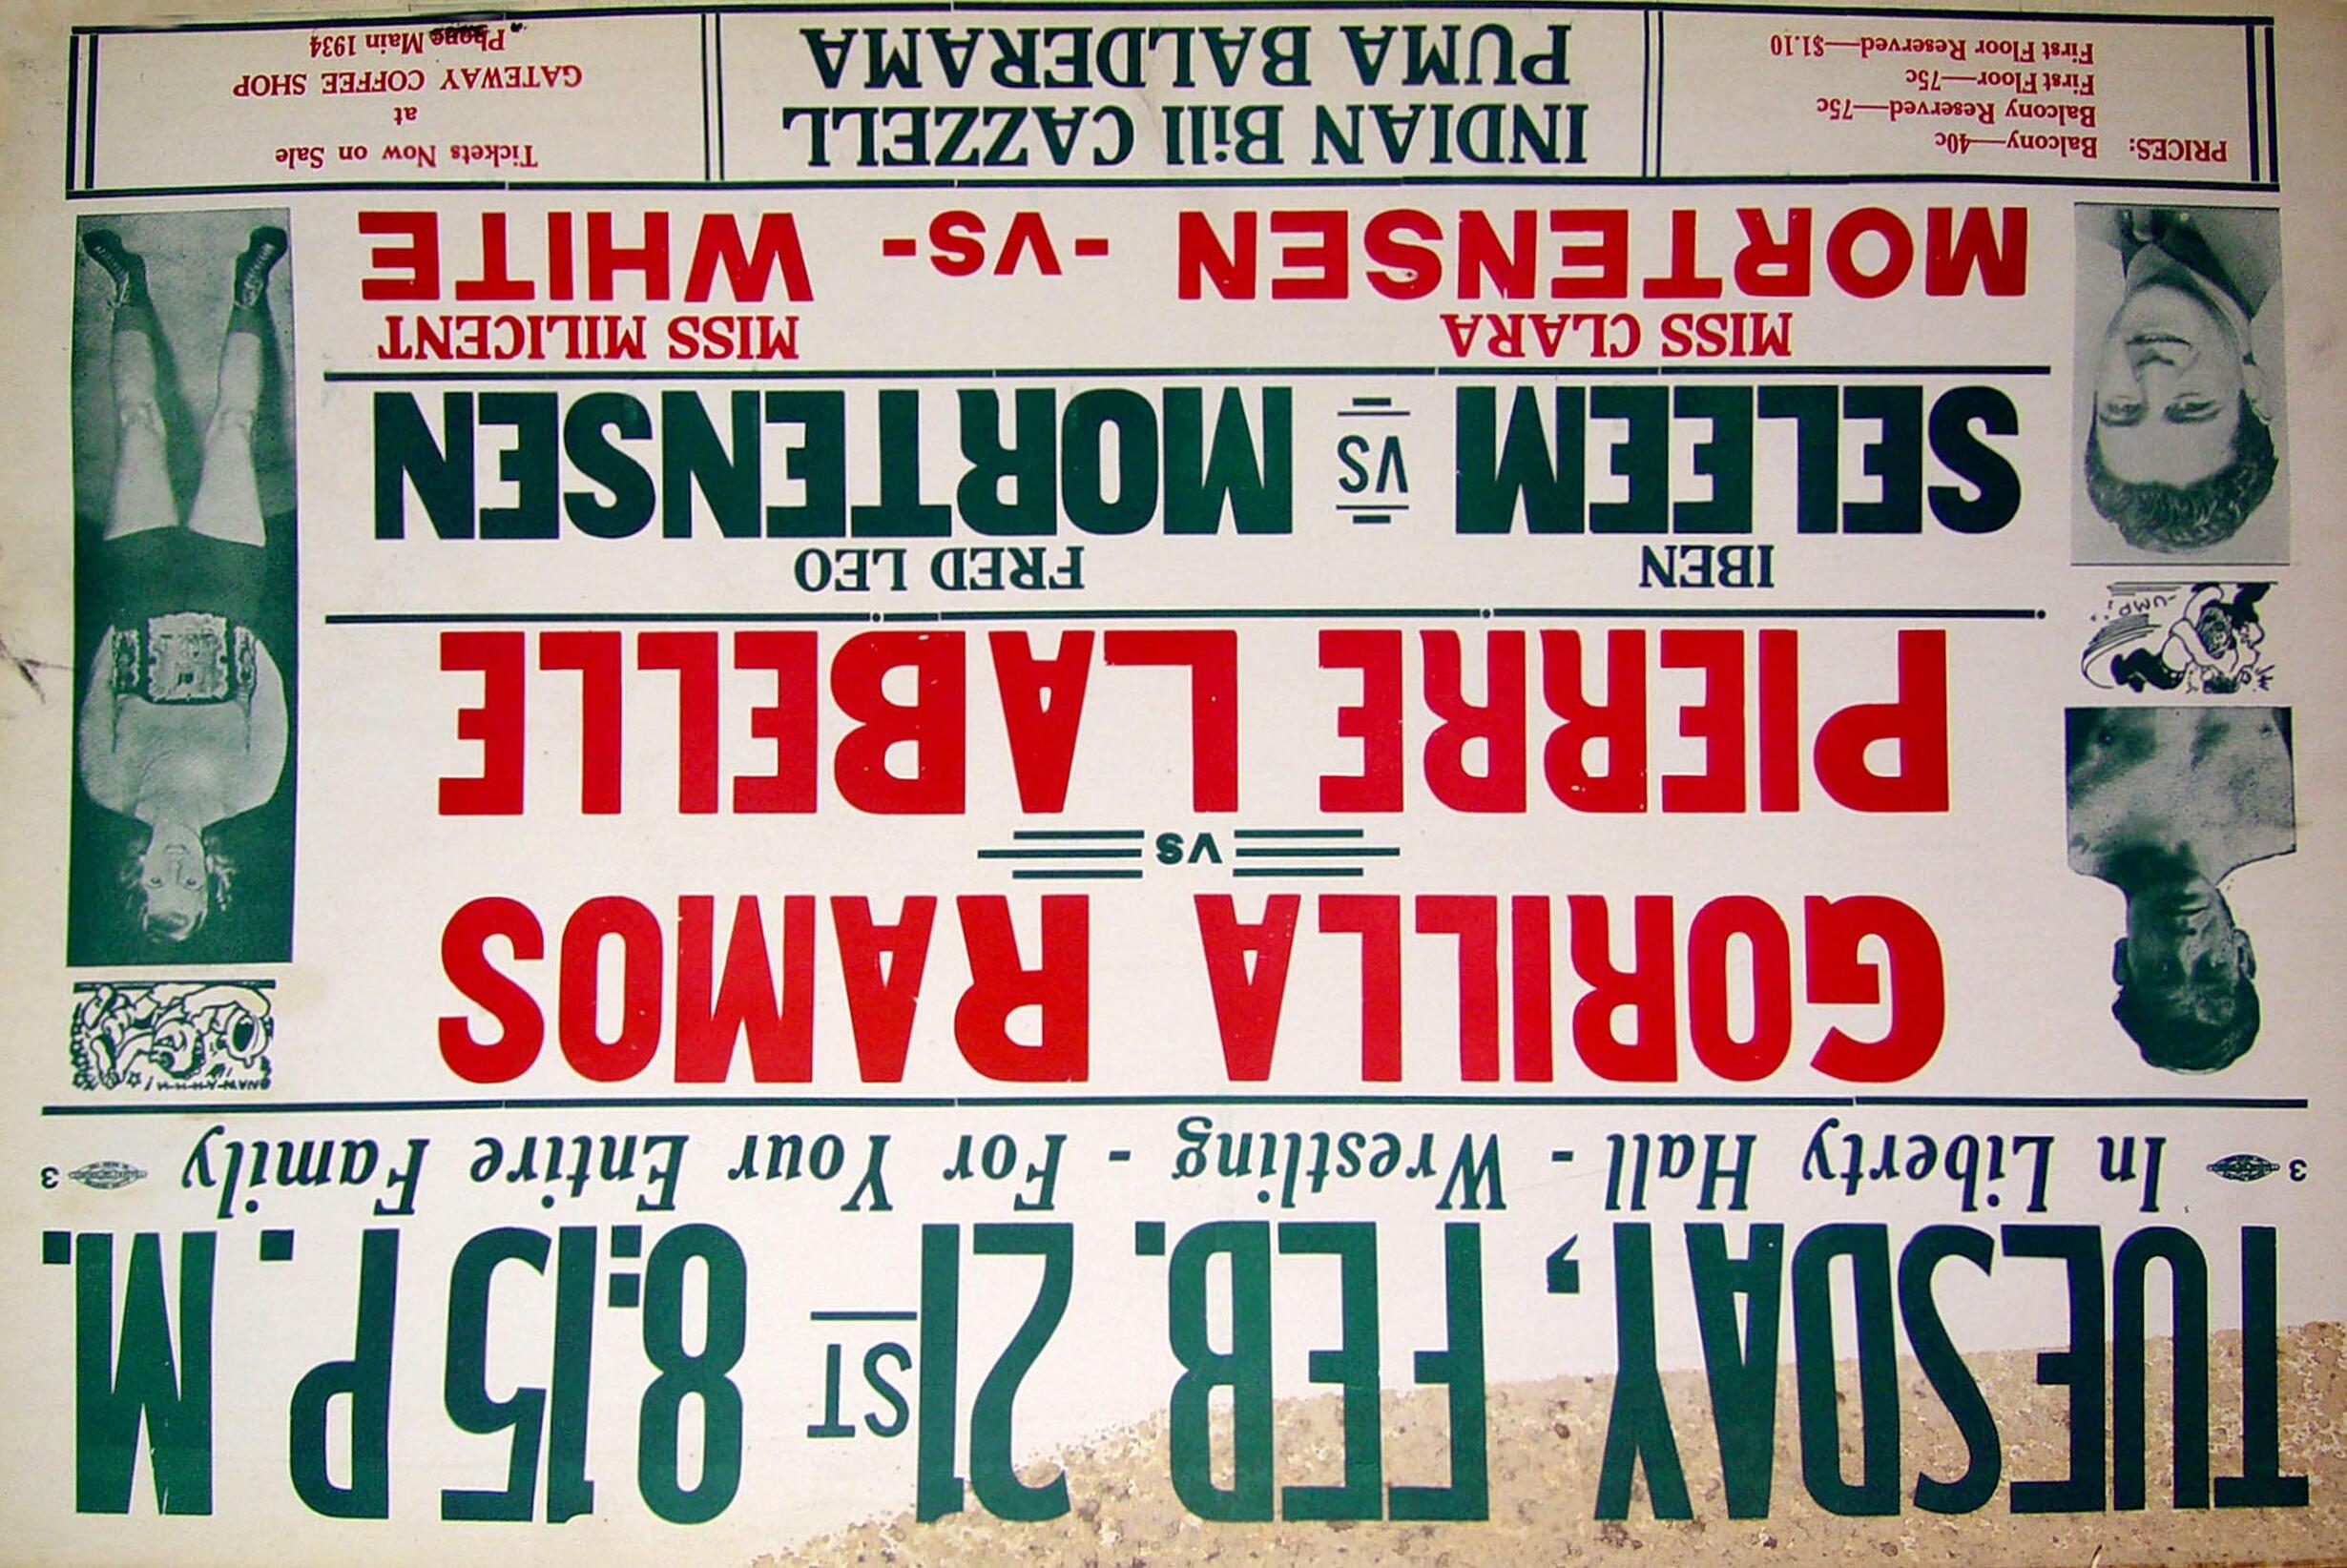 TUESDAY, FEB. 21ST 8:15 P. M.
3 In Liberty Hall - Wrestling - For Your Entire Family 3
GORILLA RAMOS
VS
PIERRE LABELLE
-UMP!
IBEN FRED LEO
SELEEM VS MORTENSEN
MISS CLARA MISS MILICENT
MORTENSEN -VS- WHITE
PRICES: Balcony—40c
Balcony Reserved—75c
First Floor—75c
First Floor Reserved—$1.10
INDIAN Bill CAZZELL
PUMA BALDERAMA
Tickets Now on Sale
at
GATEWAY COFFEE SHOP
Phone Main 1934